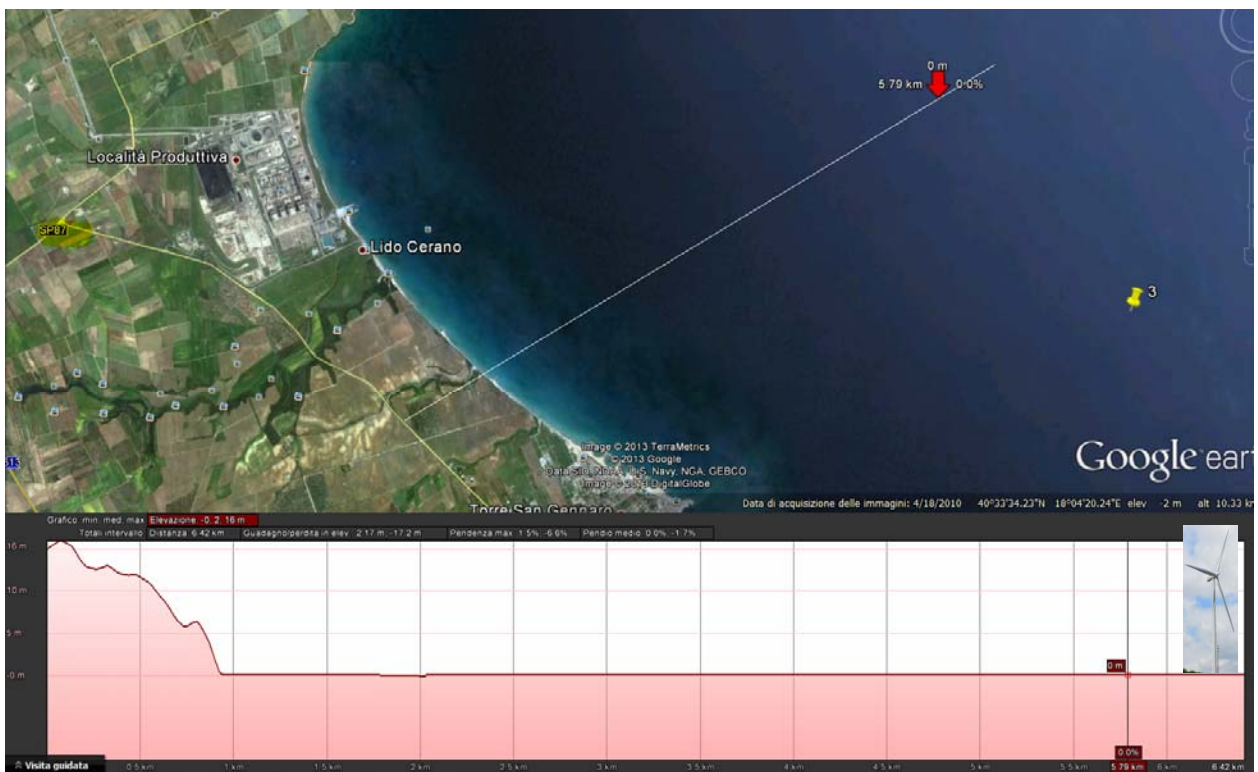 0 m
5.79 km 0.0%
Località Produttiva
SP87
Lido Cerano
3
Image © 2013 TerraMetrics
© 2013 Google
Data SIO, NOAA, U.S. Navy, NGA, GEBCO
Image © 2013 DigitalGlobe
Google eart
Torre San Gennaro
Data di acquisizione delle immagini: 4/18/2010 40°33'34.23"N 18°04'20.24"E elev -2 m alt 10.33 km
Grafico: min, med, max Elevazione: -0, 2, 16 m
Totali intervallo: Distanza: 6.42 km Guadagno/perdita in elev.: 2.17 m, -17.2 m Pendenza max: 1.5%, -6.6% Pendio medio: 0.0%, -1.7%
16 m
10 m
5 m
-0 m
0 m
0.0%
Visita guidata 0.5 km 1 km 1.5 km 2 km 2.5 km 3 km 3.5 km 4 km 4.5 km 5 km 5.5 km 5.79 km 6 km 6.42 km